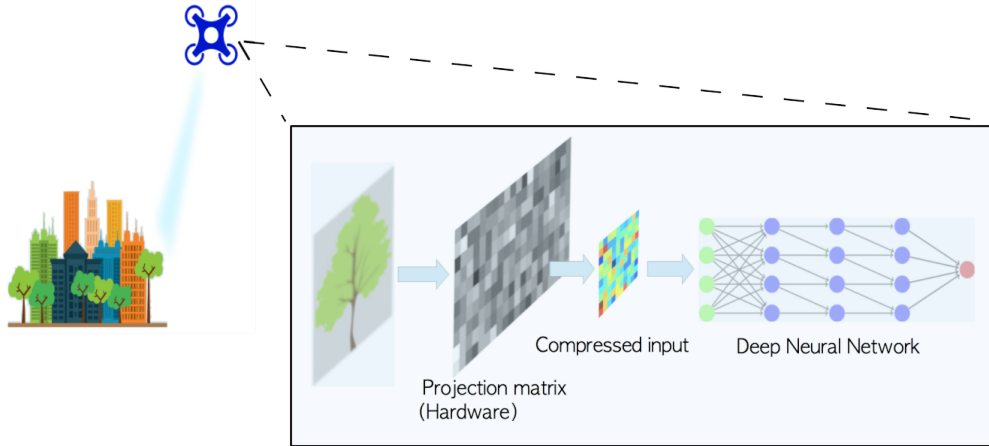 Compressed input
Deep Neural Network
Projection matrix
(Hardware)